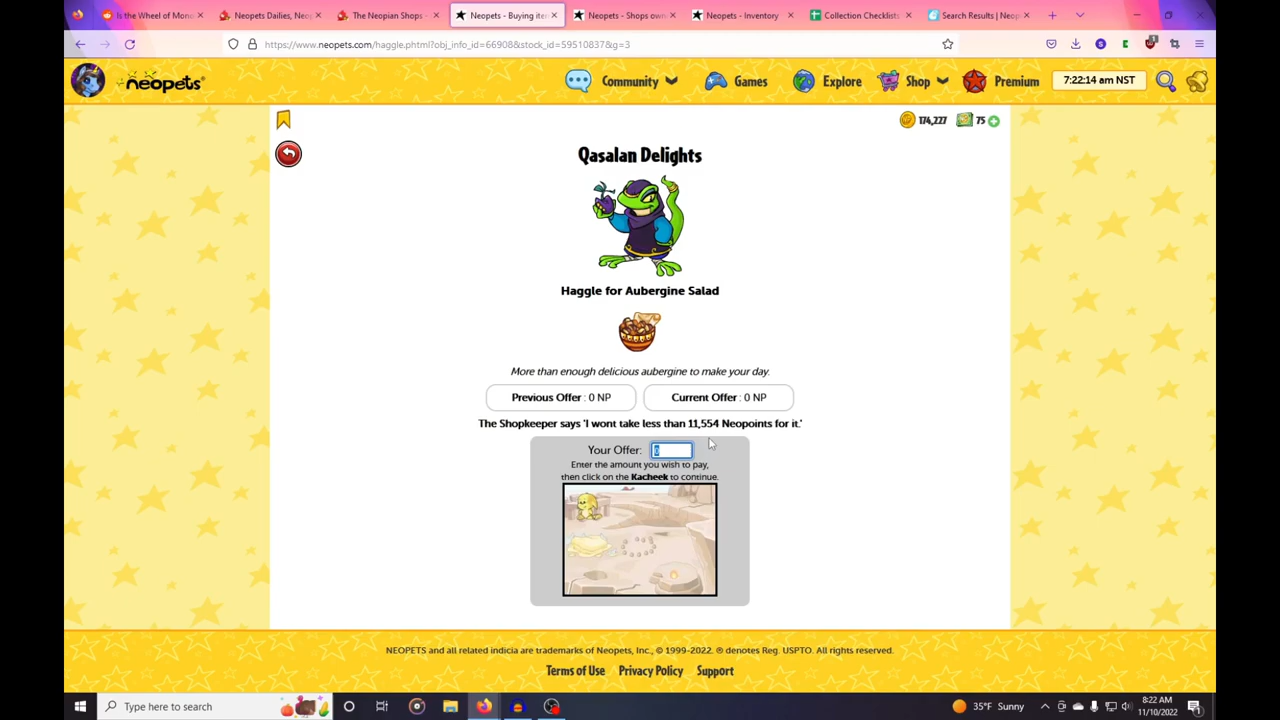 Is the Wheel of Mono
Neopets Dailies, Neo
The Neopian Shops -
Neopets - Buying iten
Neopets - Shops own
Neopets - Inventory
Collection Checklists
Search Results | Neop
https://www.neopets.com/haggle.phtml?obj_info_id=66908&stock_id=59510837&g=3
neopets
Community
Games
Explore
Shop
Premium
7:22:14 am NST
174,227
75
Qasalan Delights
Haggle for Aubergine Salad
More than enough delicious aubergine to make your day.
Previous Offer : 0 NP
Current Offer : 0 NP
The Shopkeeper says 'I wont take less than 11,554 Neopoints for it.'
Your Offer: 0
Enter the amount you wish to pay,
then click on the Kacheek to continue.
NEOPETS and all related indicia are trademarks of Neopets, Inc., © 1999-2022. ® denotes Reg. USPTO. All rights reserved.
Terms of Use
Privacy Policy
Support
Type here to search
35°F Sunny
8:22 AM
11/10/2022